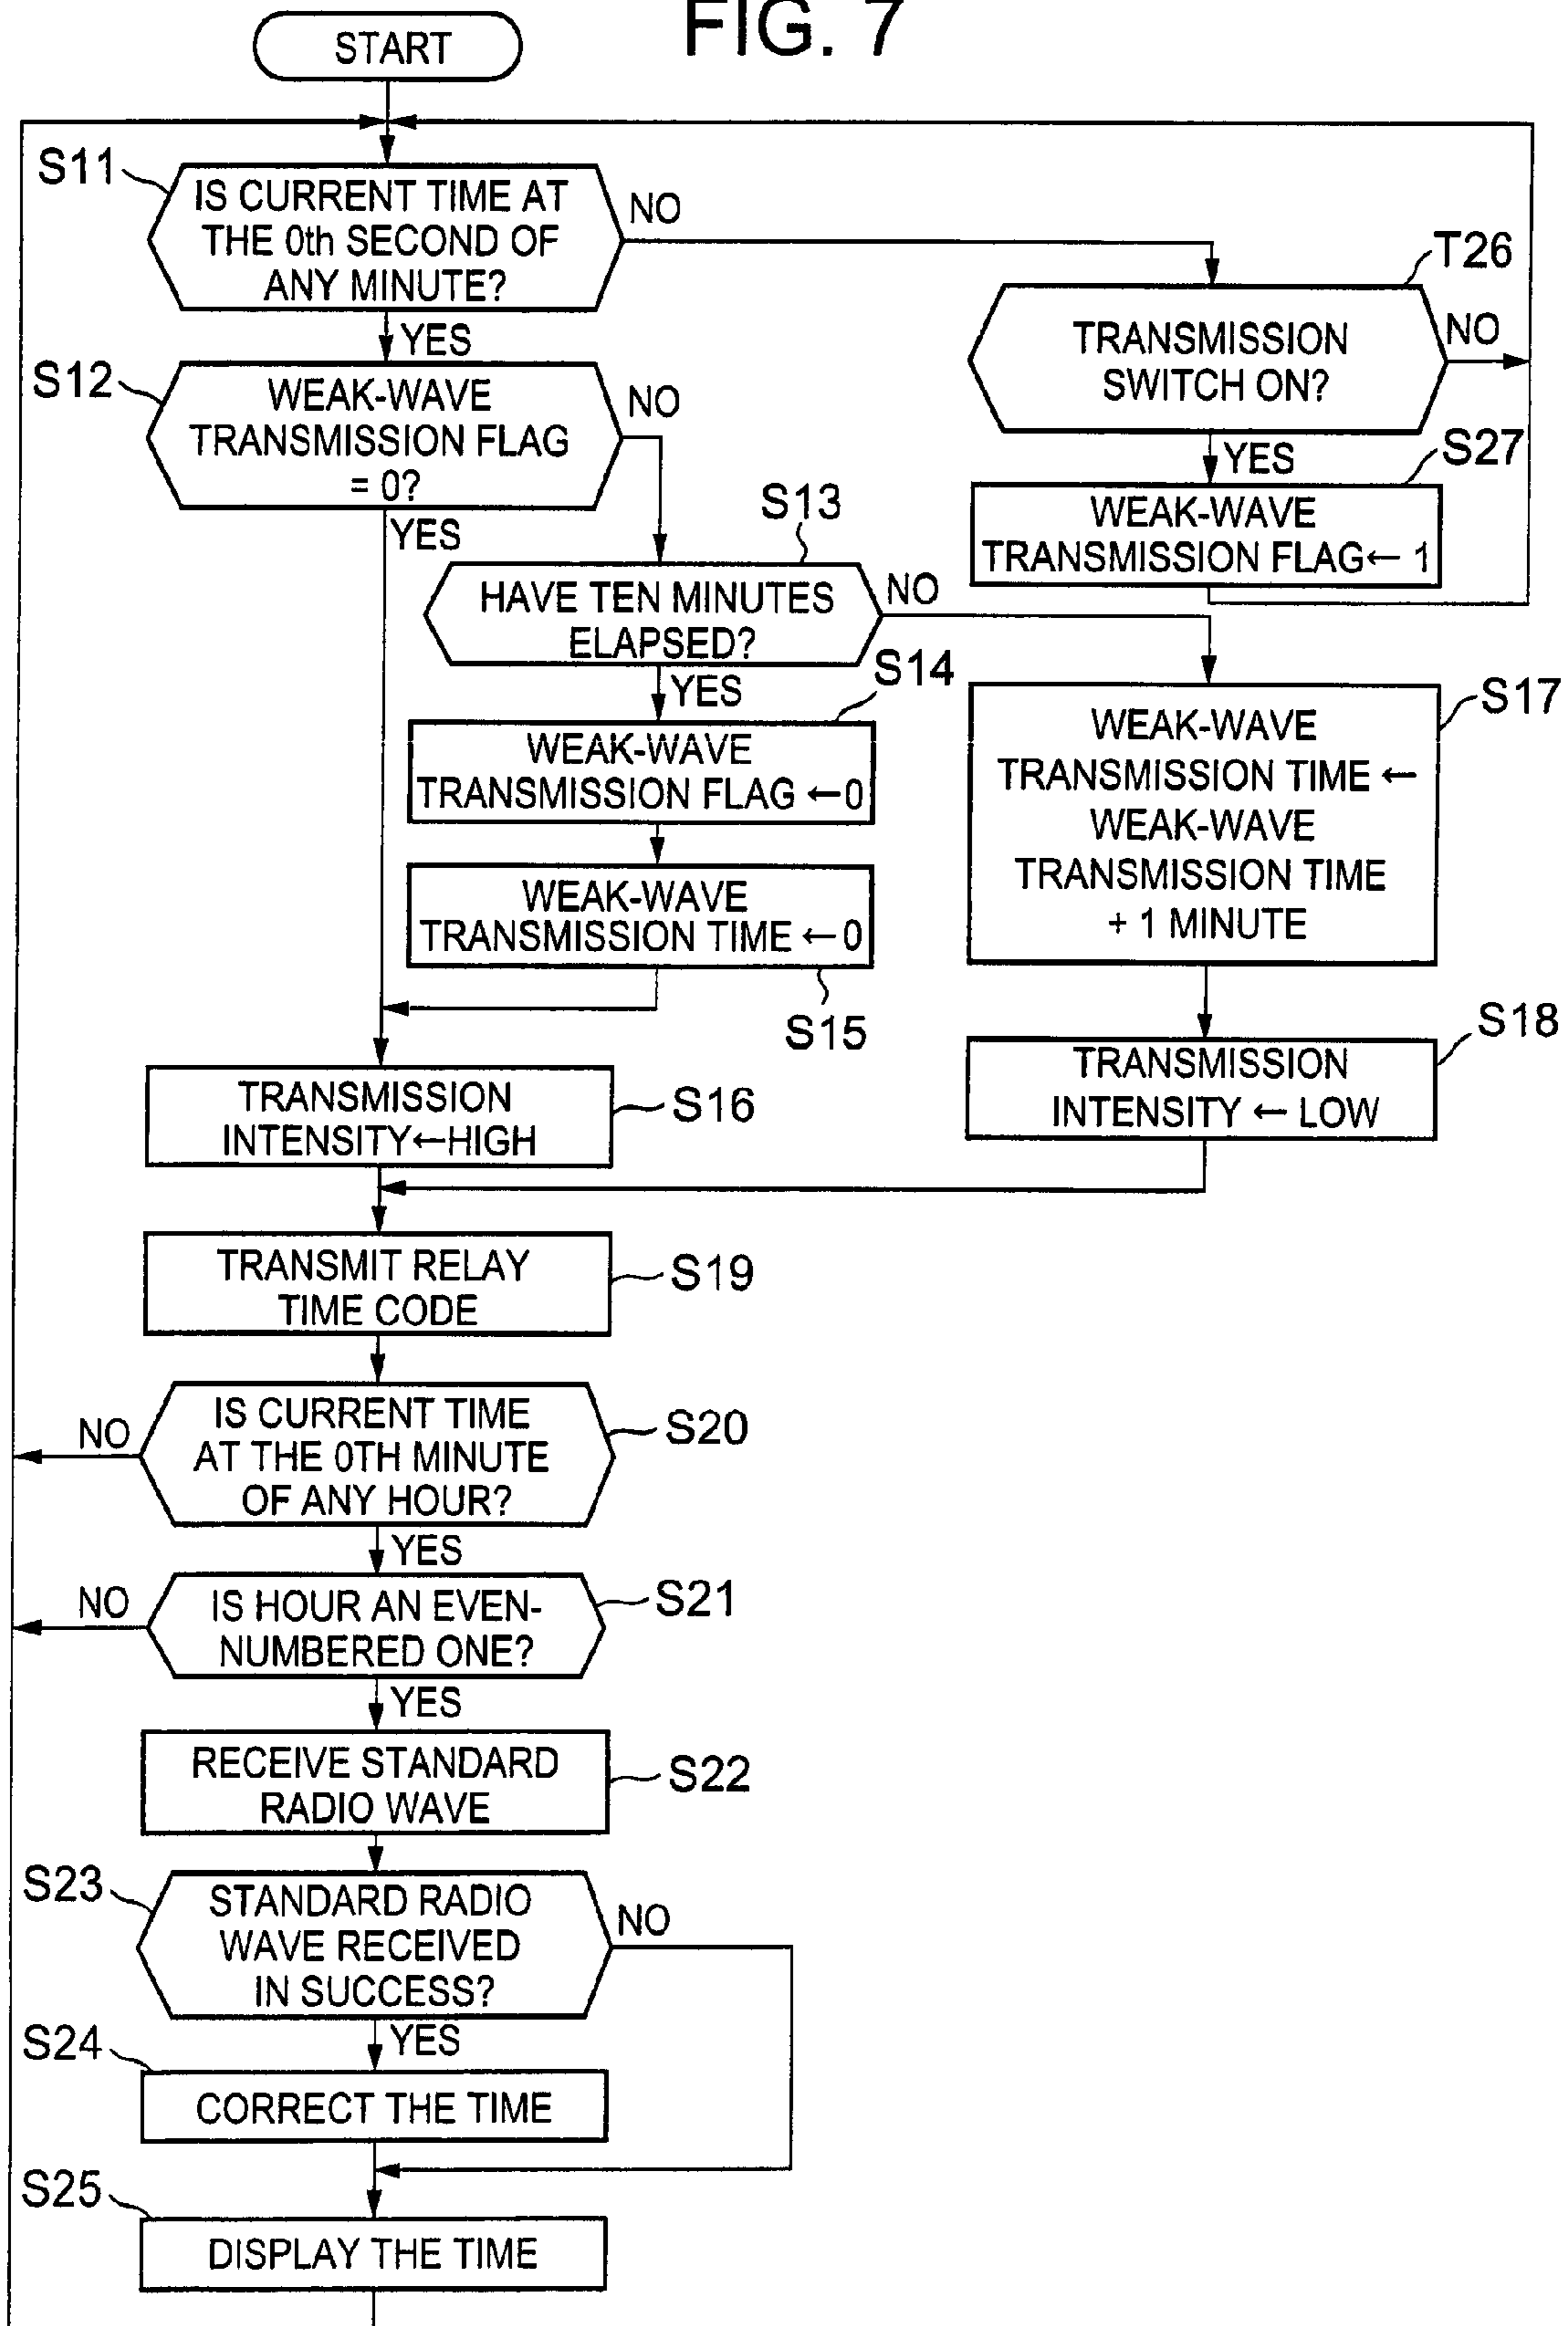 FIG. 7
START
S11
IS CURRENT TIME AT
THE 0th SECOND OF
ANY MINUTE?
NO
YES
T26
TRANSMISSION
SWITCH ON?
NO
YES
S27
WEAK-WAVE
TRANSMISSION FLAG← 1
S12
WEAK-WAVE
TRANSMISSION FLAG
= 0?
NO
YES
S13
HAVE TEN MINUTES
ELAPSED?
NO
YES
S14
WEAK-WAVE
TRANSMISSION FLAG ←0
WEAK-WAVE
TRANSMISSION TIME ←0
S15
S17
WEAK-WAVE
TRANSMISSION TIME ←
WEAK-WAVE
TRANSMISSION TIME
+ 1 MINUTE
S18
TRANSMISSION
INTENSITY ← LOW
TRANSMISSION
INTENSITY←HIGH
S16
TRANSMIT RELAY
TIME CODE
S19
IS CURRENT TIME
AT THE 0TH MINUTE
OF ANY HOUR?
S20
NO
YES
IS HOUR AN EVEN-
NUMBERED ONE?
S21
NO
YES
RECEIVE STANDARD
RADIO WAVE
S22
S23
STANDARD RADIO
WAVE RECEIVED
IN SUCCESS?
NO
YES
S24
CORRECT THE TIME
S25
DISPLAY THE TIME